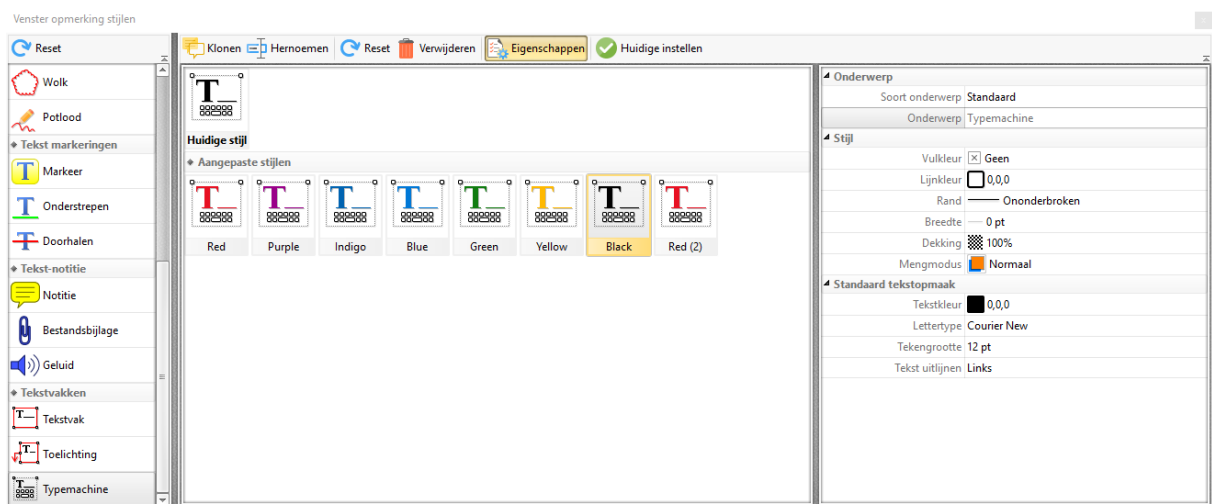 Venster opmerking stijlen
Reset
Klonen Hernoemen Reset Verwijderen Eigenschappen Huidige instellen
Wolk
Potlood
Tekst markeringen
Markeer
Onderstrepen
Doorhalen
Tekst-notitie
Notitie
Bestandsbijlage
Geluid
Tekstvakken
Tekstvak
Toelichting
Typemachine
Huidige stijl
Aangepaste stijlen
Red Purple Indigo Blue Green Yellow Black Red (2)
Onderwerp
Soort onderwerp Standaard
Onderwerp Typemachine
Stijl
Vulkleur Geen
Lijnkleur 0,0,0
Rand Ononderbroken
Breedte 0 pt
Dekking 100%
Mengmodus Normaal
Standaard tekstopmaak
Tekstkleur 0,0,0
Lettertype Courier New
Tekengrootte 12 pt
Tekst uitlijnen Links